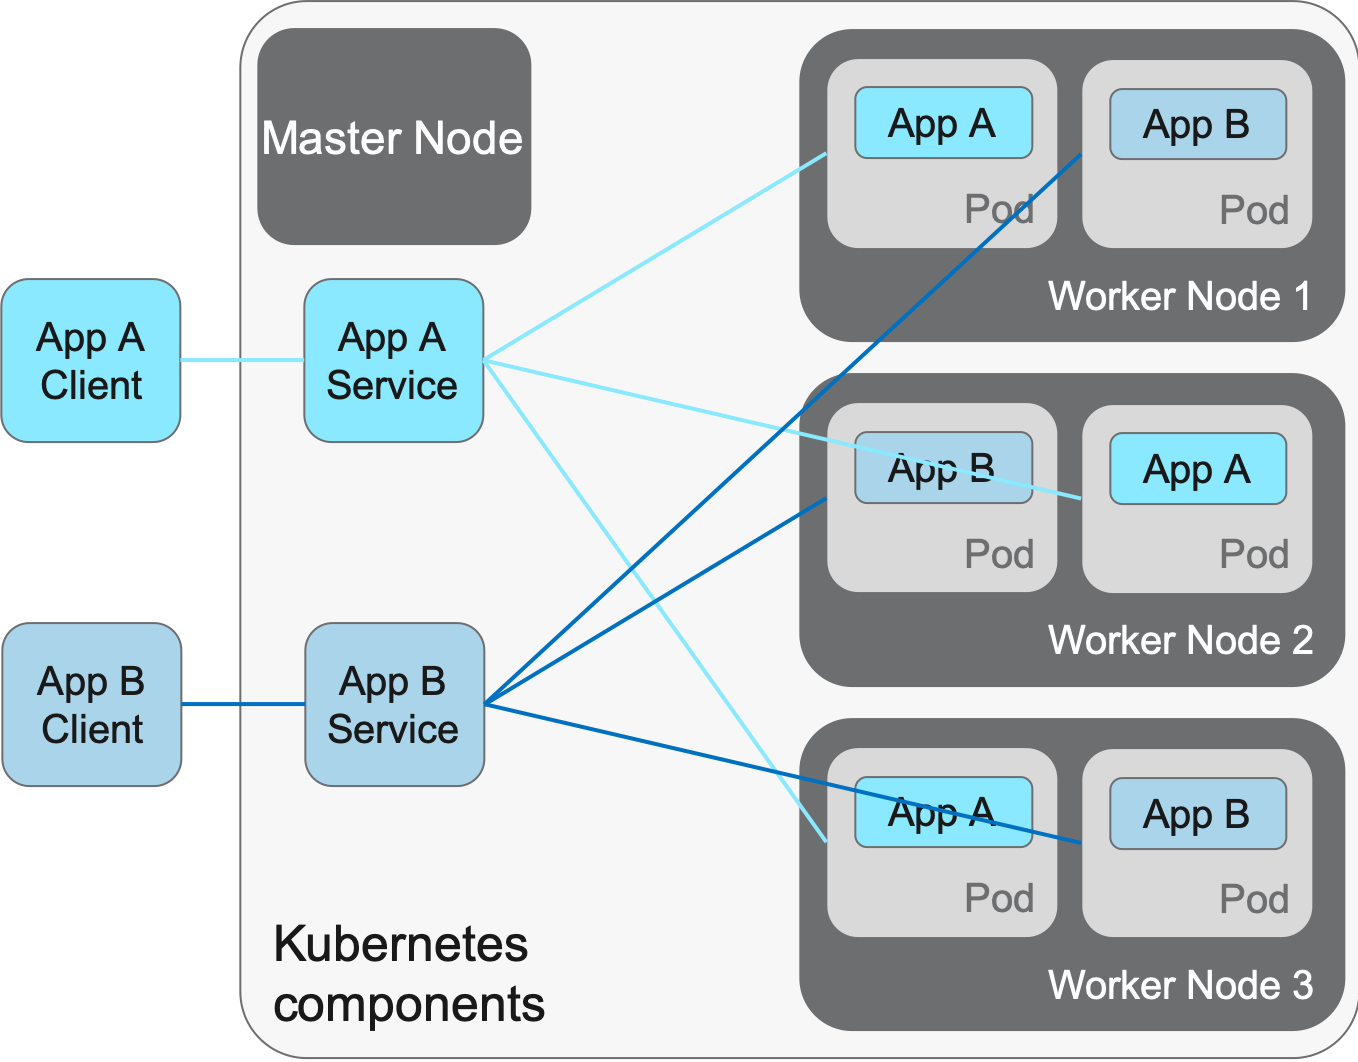 Master Node
App A
Client
App A
Service
App B
Client
App B
Service
Kubernetes
components
App A
Pod
App B
Pod
Worker Node 1
App B
Pod
App A
Pod
Worker Node 2
App A
Pod
App B
Pod
Worker Node 3